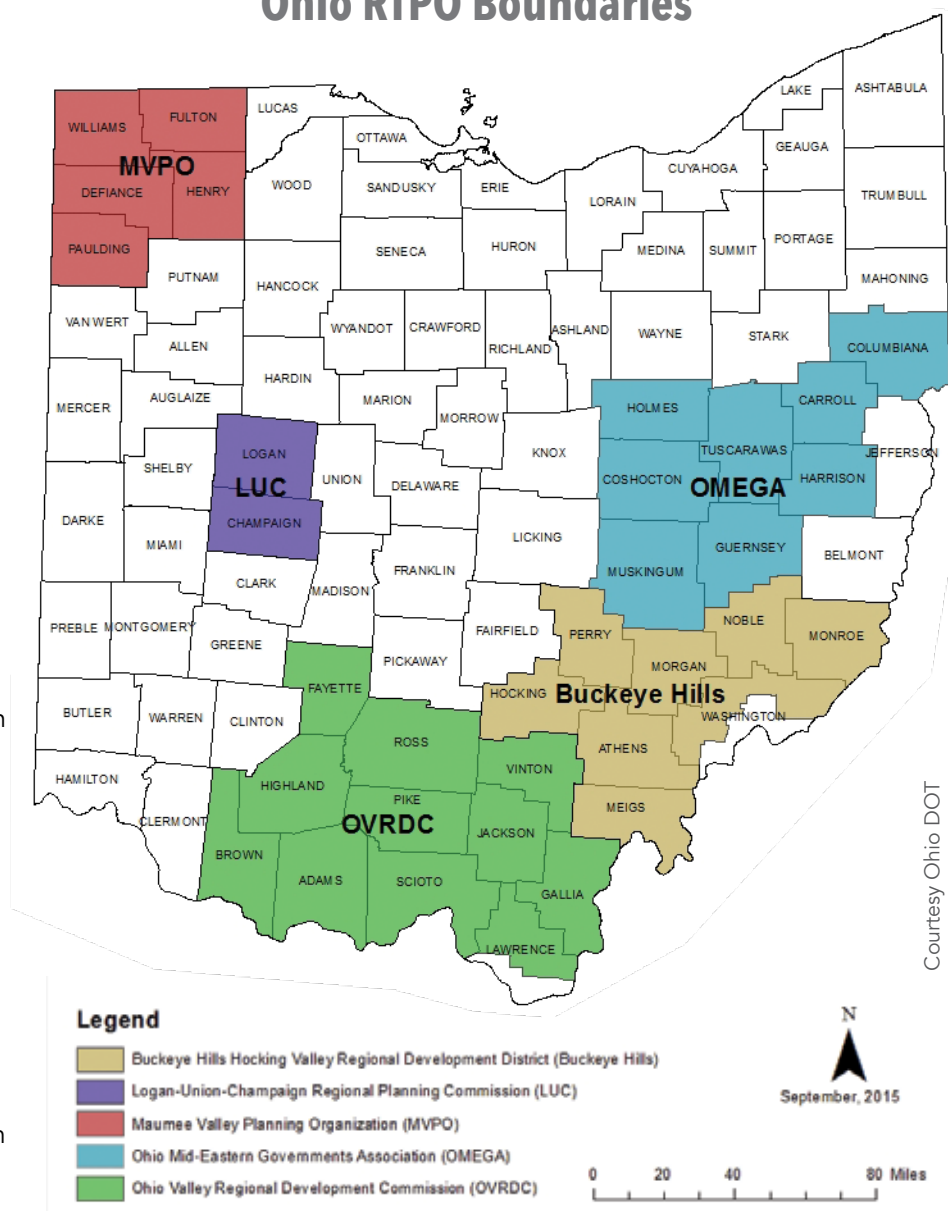 Ohio RTPO Boundaries
ASHTABULA
LAKE
LUCAS
FULTON
WILLIAMS
OTTAWA
GEAUGA
MVPO
CUYAHOGA
WOOD
SANDUSKY
ERIE
DEFIANCE
HENRY
TRUMBULL
LORAIN
PORTAGE
PAULDING
SENECA
HURON
MEDINA
SUMMIT
PUTNAM
HANCOCK
MAHONING
VAN WERT
WYANDOT
CRAWFORD
ASHLAND
WAYNE
STARK
ALLEN
RICHLAND
COLUMBIANA
HARDIN
AUGLAIZE
MARION
CARROLL
MERCER
HOLMES
MORROW
LOGAN
KNOX
TUSCARAWAS
JEFFERSON
SHELBY
UNION
COSHOCTON
HARRISON
LUC
DELAWARE
OMEGA
DARKE
CHAMPAIGN
LICKING
MIAMI
GUERNSEY
BELMONT
FRANKLIN
MUSKINGUM
CLARK
MADISON
PREBLE
MONTGOMERY
FAIRFIELD
PERRY
NOBLE
MONROE
GREENE
PICKAWAY
MORGAN
FAYETTE
HOCKING
Buckeye Hills
n
BUTLER
WARREN
CLINTON
WASHINGTON
ROSS
ATHENS
VINTON
HAMILTON
HIGHLAND
PIKE
MEIGS
CLERMONT
OVRDC
JACKSON
BROWN
ADAMS
SCIOTO
GALLIA
LAWRENCE
Courtesy Ohio DOT
Legend
N
Buckeye Hills Hocking Valley Regional Development District (Buckeye Hills)
Logan-Union-Champaign Regional Planning Commission (LUC)
September, 2015
Maumee Valley Planning Organization (MVPO)
n
Ohio Mid-Eastern Governments Association (OMEGA)
Ohio Valley Regional Development Commission (OVRDC)
0 20 40 80 Miles